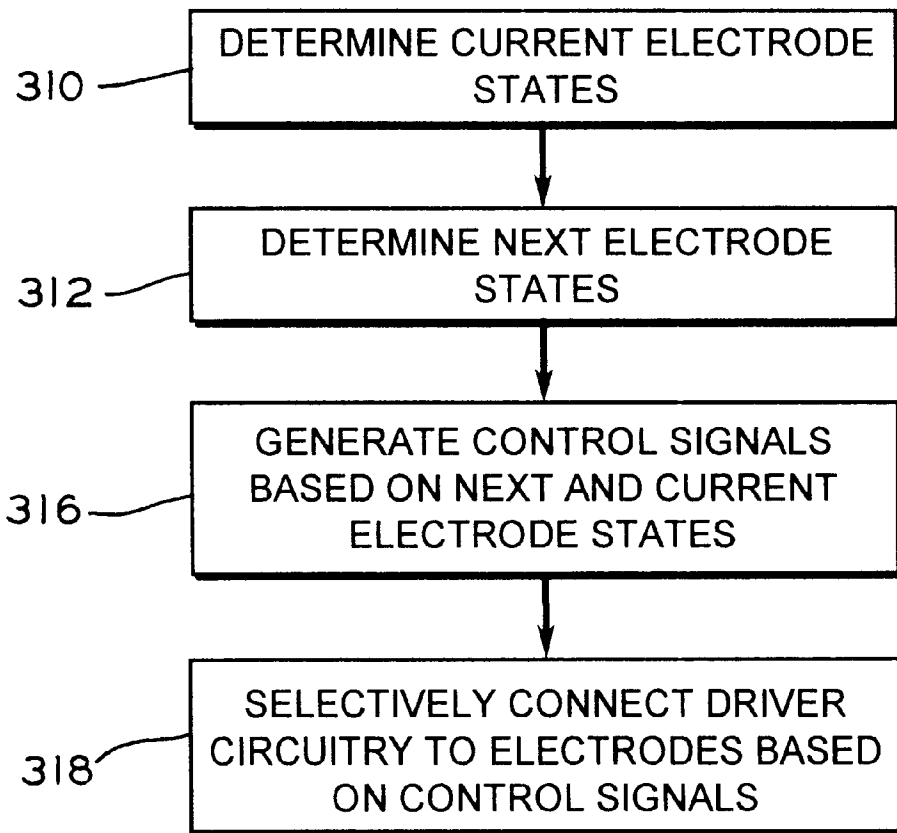 310
DETERMINE CURRENT ELECTRODE
STATES
312
DETERMINE NEXT ELECTRODE
STATES
316
GENERATE CONTROL SIGNALS
BASED ON NEXT AND CURRENT
ELECTRODE STATES
318
SELECTIVELY CONNECT DRIVER
CIRCUITRY TO ELECTRODES BASED
ON CONTROL SIGNALS